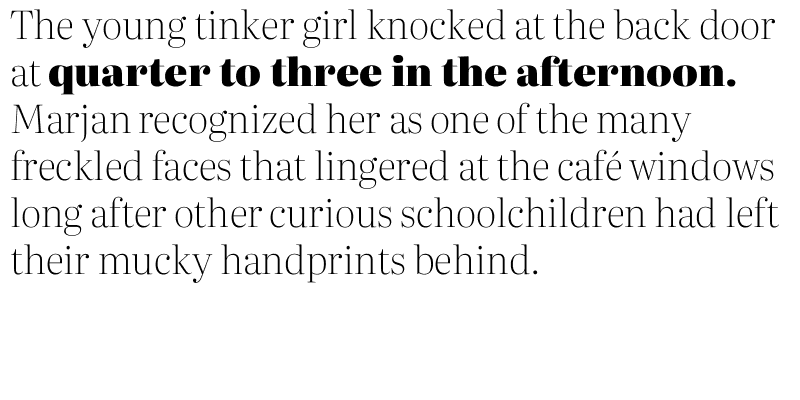 The young tinker girl knocked at the back door
at quarter to three in the afternoon.
Marjan recognized her as one of the many
freckled faces that lingered at the café windows
long after other curious schoolchildren had left
their mucky handprints behind.